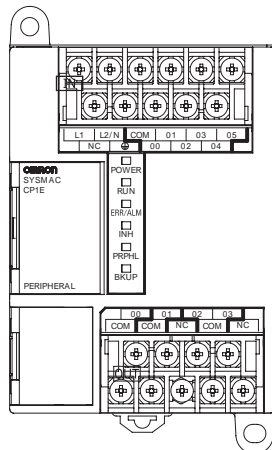 IN
L1 L2/N COM 01 03 05
NC 00 02 04
POWER
OMRON
SYSMAC
CP1E
RUN
ERR/ALM
INH
PRPHL
BKUP
PERIPHERAL
00 01 02 03
COM COM NC COM NC
OUT